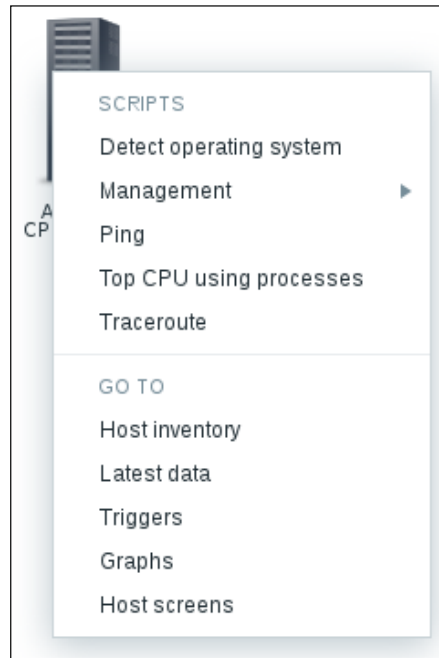 A
CP
SCRIPTS
Detect operating system
Management
Ping
Top CPU using processes
Traceroute
GO TO
Host inventory
Latest data
Triggers
Graphs
Host screens